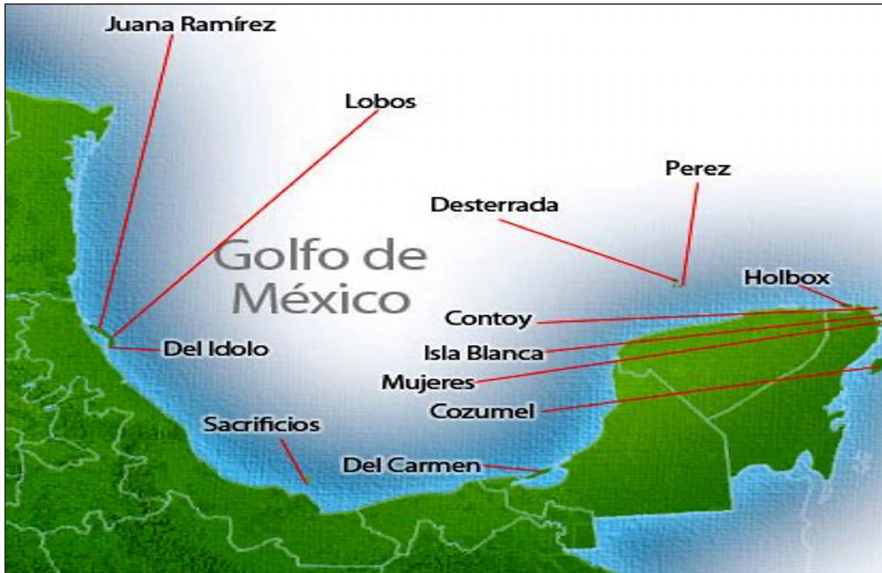 Juana Ramírez
Lobos
Perez
Desterrada
Golfo de
México
Holbox
Contoy
Del Idolo
Isla Blanca
Mujeres
Cozumel
Sacrificios
Del Carmen